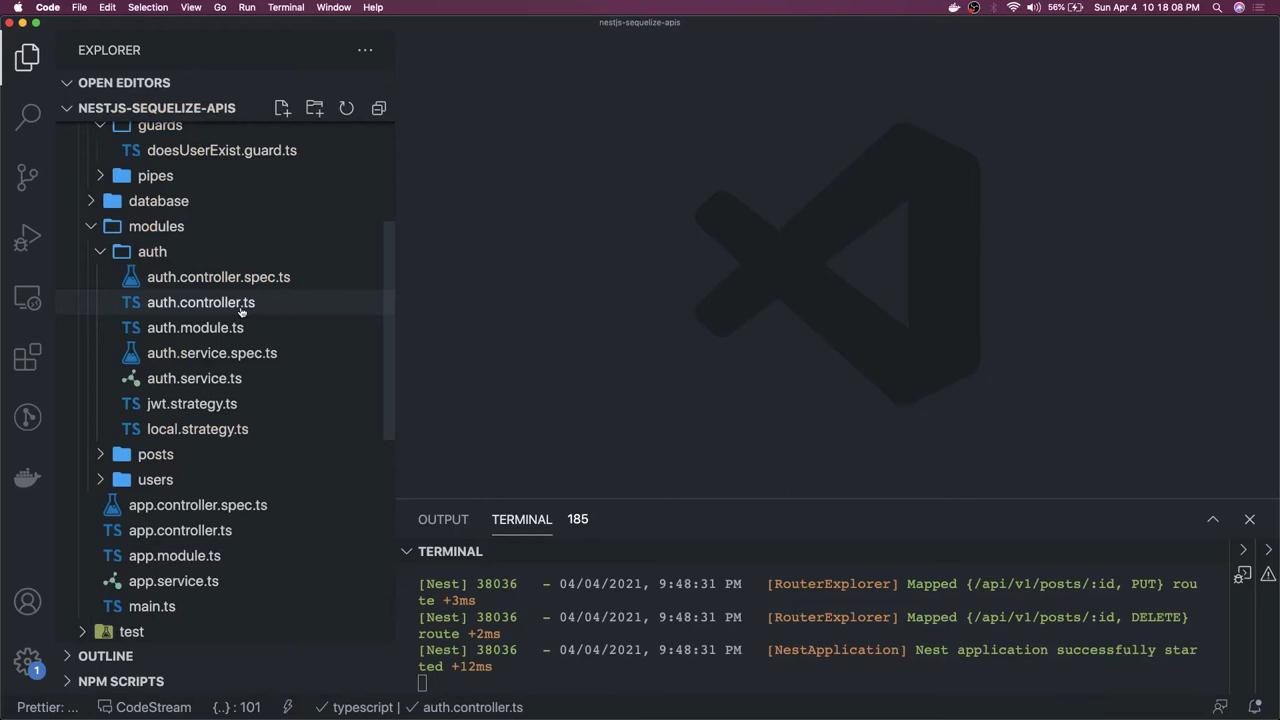 Code File Edit Selection View Go Run Terminal Window Help 56% Sun Apr 4 10 18 08 PM
nestjs-sequelize-apis
EXPLORER
OPEN EDITORS
NESTJS-SEQUELIZE-APIS
guards
TS doesUserExist.guard.ts
pipes
database
modules
auth
auth.controller.spec.ts
TS auth.controller.ts
TS auth.module.ts
auth.service.spec.ts
auth.service.ts
TS jwt.strategy.ts
TS local.strategy.ts
posts
users
app.controller.spec.ts
TS app.controller.ts
TS app.module.ts
app.service.ts
TS main.ts
test
OUTLINE
NPM SCRIPTS
1
OUTPUT TERMINAL 185
TERMINAL
[Nest] 38036 - 04/04/2021, 9:48:31 PM [RouterExplorer] Mapped {/api/v1/posts/:id, PUT} rou
te +3ms
[Nest] 38036 - 04/04/2021, 9:48:31 PM [RouterExplorer] Mapped {/api/v1/posts/:id, DELETE}
route +2ms
[Nest] 38036 - 04/04/2021, 9:48:31 PM [NestApplication] Nest application successfully star
ted +12ms
Prettier: ... CodeStream {..} : 101 typescript | auth.controller.ts